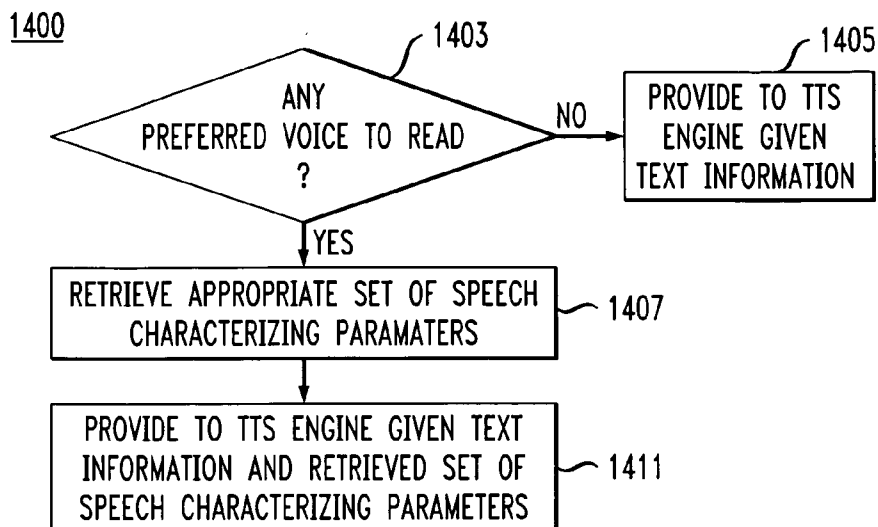 1400
1403
ANY
PREFERRED VOICE TO READ
?
NO
1405
PROVIDE TO TTS
ENGINE GIVEN
TEXT INFORMATION
YES
RETRIEVE APPROPRIATE SET OF SPEECH
CHARACTERIZING PARAMATERS
1407
PROVIDE TO TTS ENGINE GIVEN TEXT
INFORMATION AND RETRIEVED SET OF
SPEECH CHARACTERIZING PARAMETERS
1411